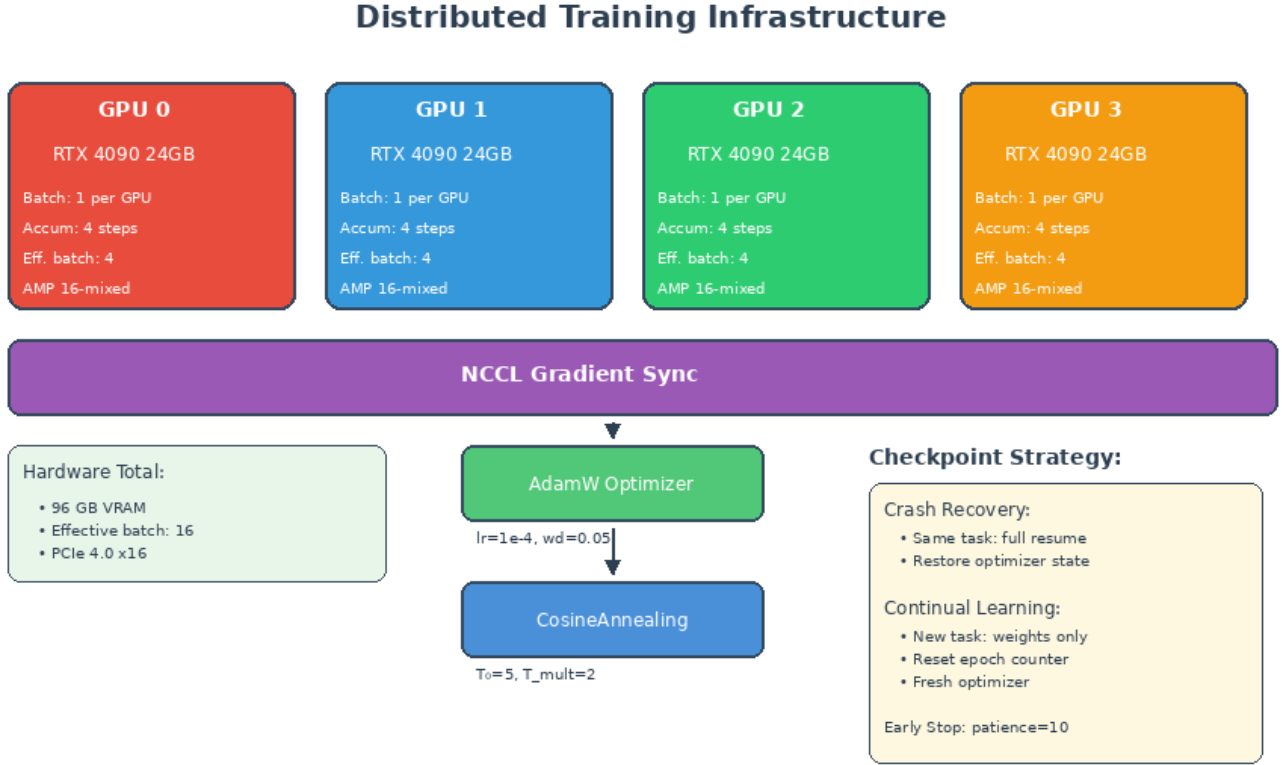 Distributed Training Infrastructure
GPU 0
RTX 4090 24GB
Batch: 1 per GPU
Accum: 4 steps
Eff. batch: 4
AMP 16-mixed
GPU 1
RTX 4090 24GB
Batch: 1 per GPU
Accum: 4 steps
Eff. batch: 4
AMP 16-mixed
GPU 2
RTX 4090 24GB
Batch: 1 per GPU
Accum: 4 steps
Eff. batch: 4
AMP 16-mixed
GPU 3
RTX 4090 24GB
Batch: 1 per GPU
Accum: 4 steps
Eff. batch: 4
AMP 16-mixed
NCCL Gradient Sync
Hardware Total:
• 96 GB VRAM
• Effective batch: 16
• PCIe 4.0 x16
AdamW Optimizer
lr=1e-4, wd=0.05
CosineAnnealing
T₀=5, T_mult=2
Checkpoint Strategy:
Crash Recovery:
• Same task: full resume
• Restore optimizer state
Continual Learning:
• New task: weights only
• Reset epoch counter
• Fresh optimizer
Early Stop: patience=10